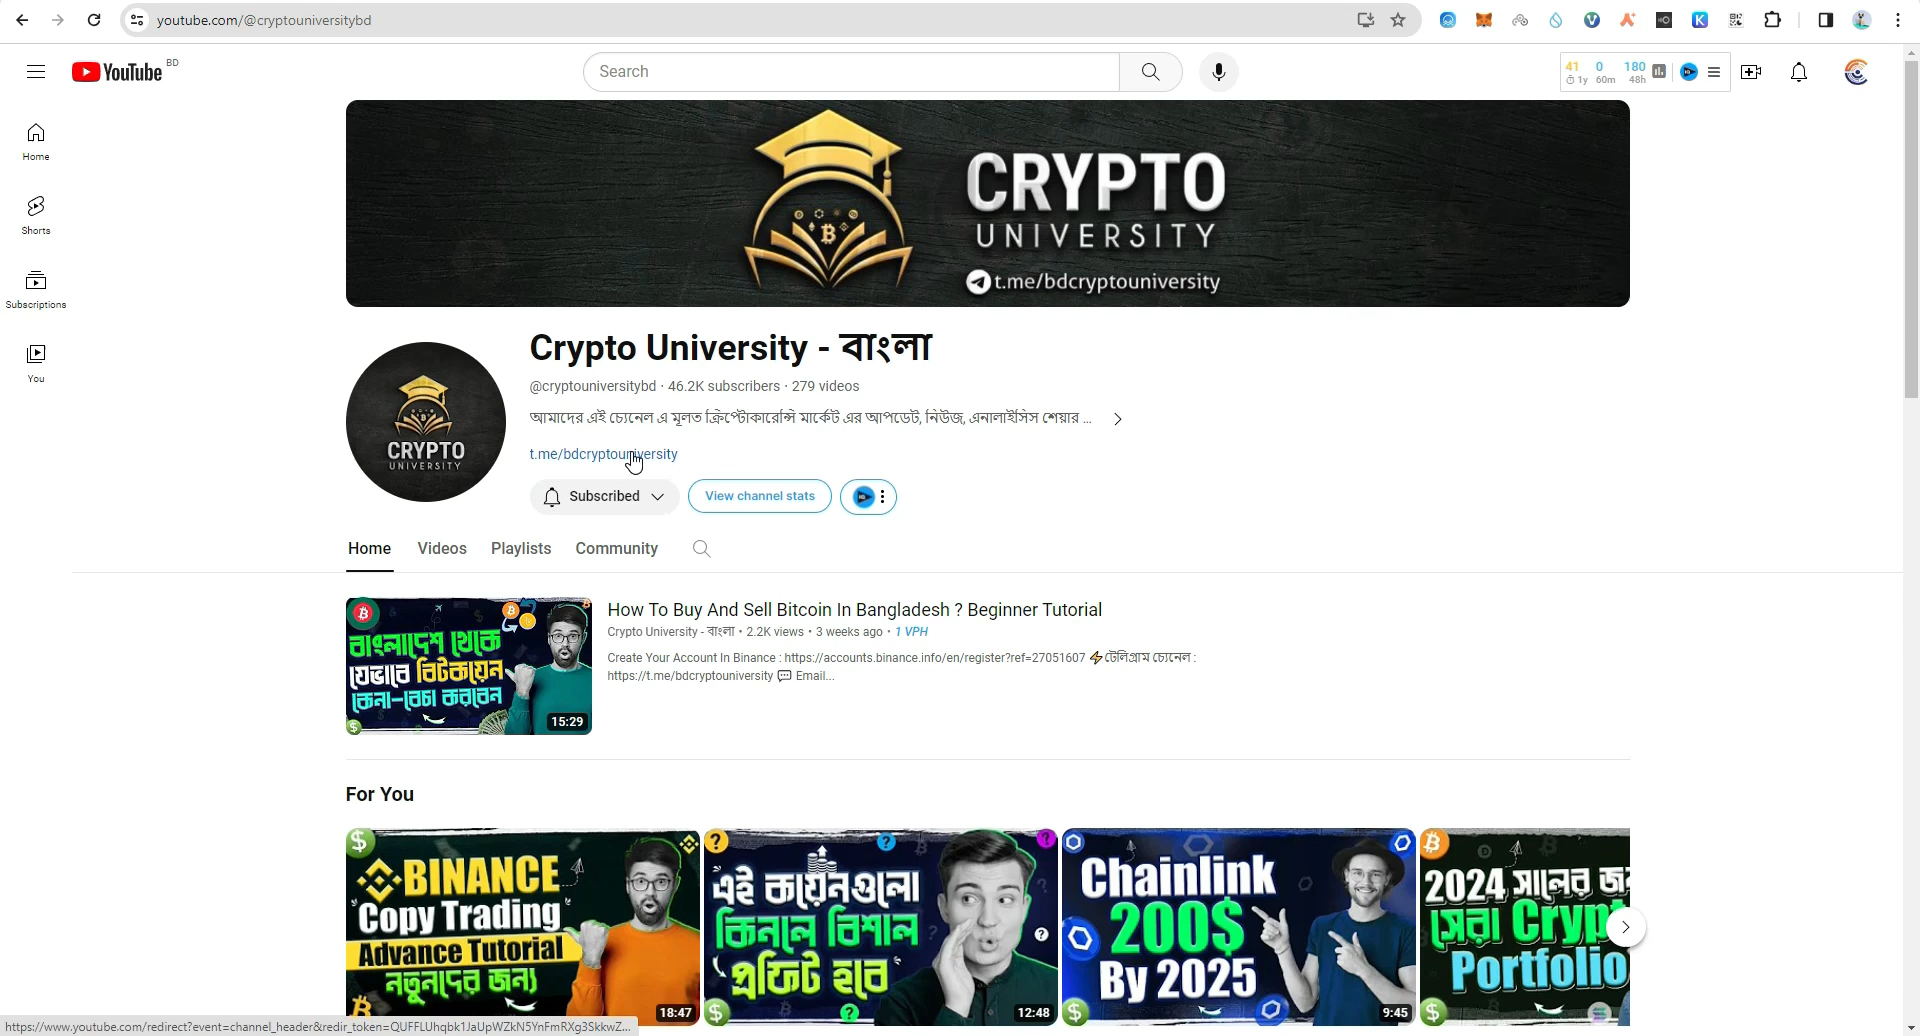 youtube.com/@cryptouniversitybd
YouTube BD
Search
41 0 180
1y 60m 48h
Home
Shorts
Subscriptions
You
CRYPTO
UNIVERSITY
t.me/bdcryptouniversity
CRYPTO
UNIVERSITY
Crypto University - বাংলা
@cryptouniversitybd · 46.2K subscribers · 279 videos
আমাদের এই চ্যেনেল এ মূলত ক্রিপ্টোকারেন্সি মার্কেট এর আপডেট, নিউজ, এনালাইসিস শেয়ার ...
t.me/bdcryptouniversity
Subscribed
View channel stats
Home Videos Playlists Community
বাংলাদেশ থেকে
যেভাবে বিটকয়েন
কেনা-বেচা করবেন
15:29
How To Buy And Sell Bitcoin In Bangladesh ? Beginner Tutorial
Crypto University - বাংলা • 2.2K views • 3 weeks ago • 1 VPH
Create Your Account In Binance : https://accounts.binance.info/en/register?ref=27051607 ⚡টেলিগ্রাম চ্যেনেল :
https://t.me/bdcryptouniversity 💬 Email...
For You
BINANCE
Copy Trading
Advance Tutorial
নতুনদের জন্য
18:47
এই কয়েনগুলো
কিনলে বিশাল
প্রফিট হবে
12:48
Chainlink
200$
By 2025
9:45
2024 সালের জ
সেরা Crypt
Portfolio
https://www.youtube.com/redirect?event=channel_header&redir_token=QUFFLUhqbk1JaUpWZkN5YnFmRXg3SkkwZ...